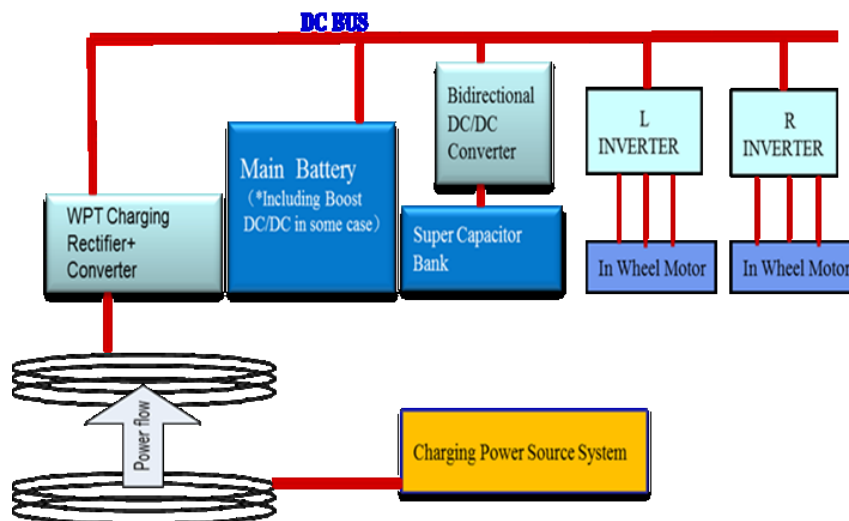 DC BUS
Bidirectional
DC/DC
Converter
L
INVERTER
R
INVERTER
Main Battery
（*Including Boost
DC/DC in some case）
WPT Charging
Rectifier+
Converter
Super Capacitor
Bank
In Wheel Motor
In Wheel Motor
Power flow
Charging Power Source System